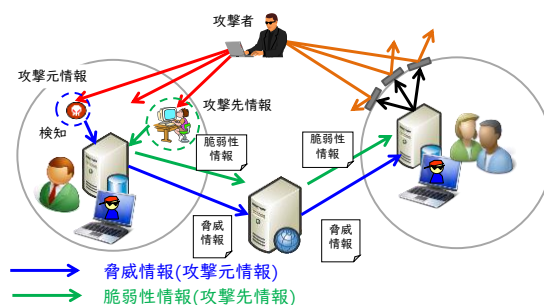 攻撃者
攻撃元情報
攻撃先情報
検知
脆弱性
情報
脆弱性
情報
脅威
情報
脅威
情報
脅威情報(攻撃元情報)
脆弱性情報(攻撃先情報)